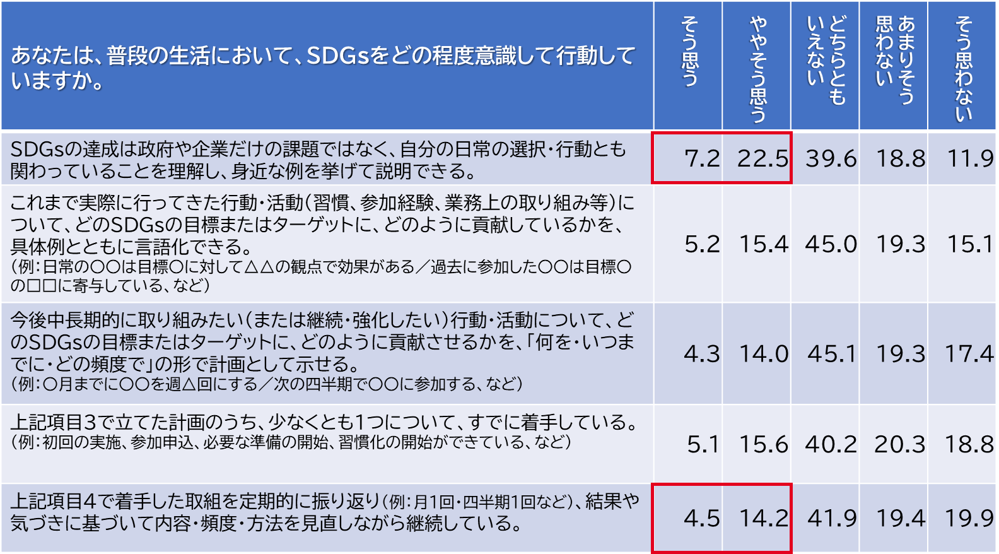 あなたは、普段の生活において、SDGsをどの程度意識して行動して
いますか。
そう思う
ややそう思う
どちらとも
いえない
あまりそう
思わない
そう思わない
SDGsの達成は政府や企業だけの課題ではなく、自分の日常の選択・行動とも
関わっていることを理解し、身近な例を挙げて説明できる。
7.2 22.5 39.6 18.8 11.9
これまで実際に行ってきた行動・活動（習慣、参加経験、業務上の取り組み等）に
ついて、どのSDGsの目標またはターゲットに、どのように貢献しているかを、
具体例とともに言語化できる。
（例：日常の〇〇は目標〇に対して△△の観点で効果がある／過去に参加した〇〇は目標〇
の□□に寄与している、など）
5.2 15.4 45.0 19.3 15.1
今後中長期的に取り組みたい（または継続・強化したい）行動・活動について、ど
のSDGsの目標またはターゲットに、どのように貢献させるかを、「何を・いつま
でに・どの頻度で」の形で計画として示せる。
（例：〇月までに〇〇を週△回にする／次の四半期で〇〇に参加する、など）
4.3 14.0 45.1 19.3 17.4
上記項目３で立てた計画のうち、少なくとも1つについて、すでに着手している。
（例：初回の実施、参加申込、必要な準備の開始、習慣化の開始ができている、など）
5.1 15.6 40.2 20.3 18.8
上記項目４で着手した取組を定期的に振り返り（例：月1回・四半期1回など）、結果や
気づきに基づいて内容・頻度・方法を見直しながら継続している。
4.5 14.2 41.9 19.4 19.9